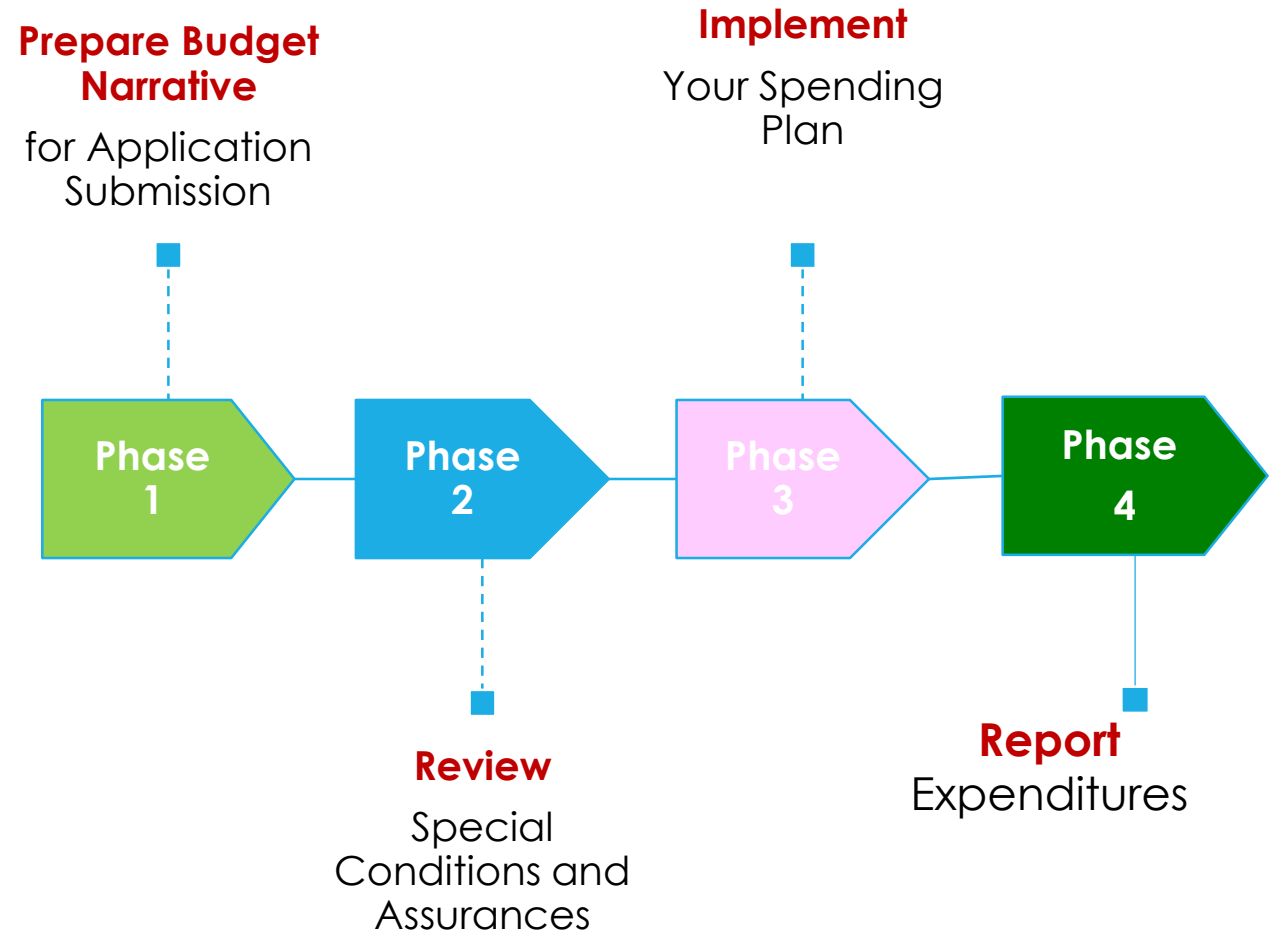 Prepare Budget
Narrative
for Application
Submission
Implement
Your Spending
Plan
Phase
1
Phase
2
Phase
3
Phase
4
Review
Special
Conditions and
Assurances
Report
Expenditures